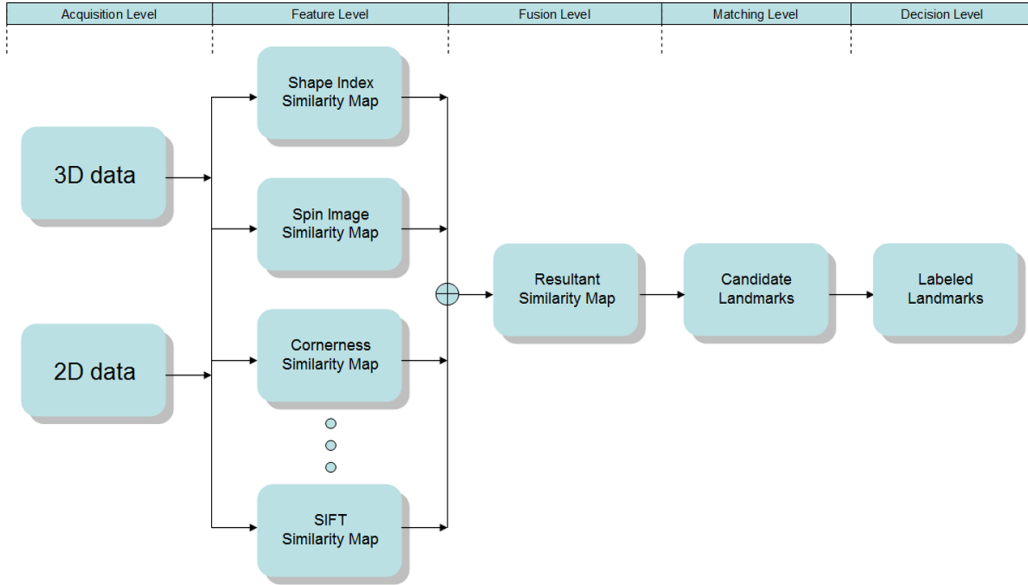 Acquisition Level
Feature Level
Fusion Level
Matching Level
Decision Level
Shape Index
Similarity Map
3D data
Spin Image
Similarity Map
Resultant
Similarity Map
Candidate
Landmarks
Labeled
Landmarks
Cornerness
Similarity Map
2D data
SIFT
Similarity Map